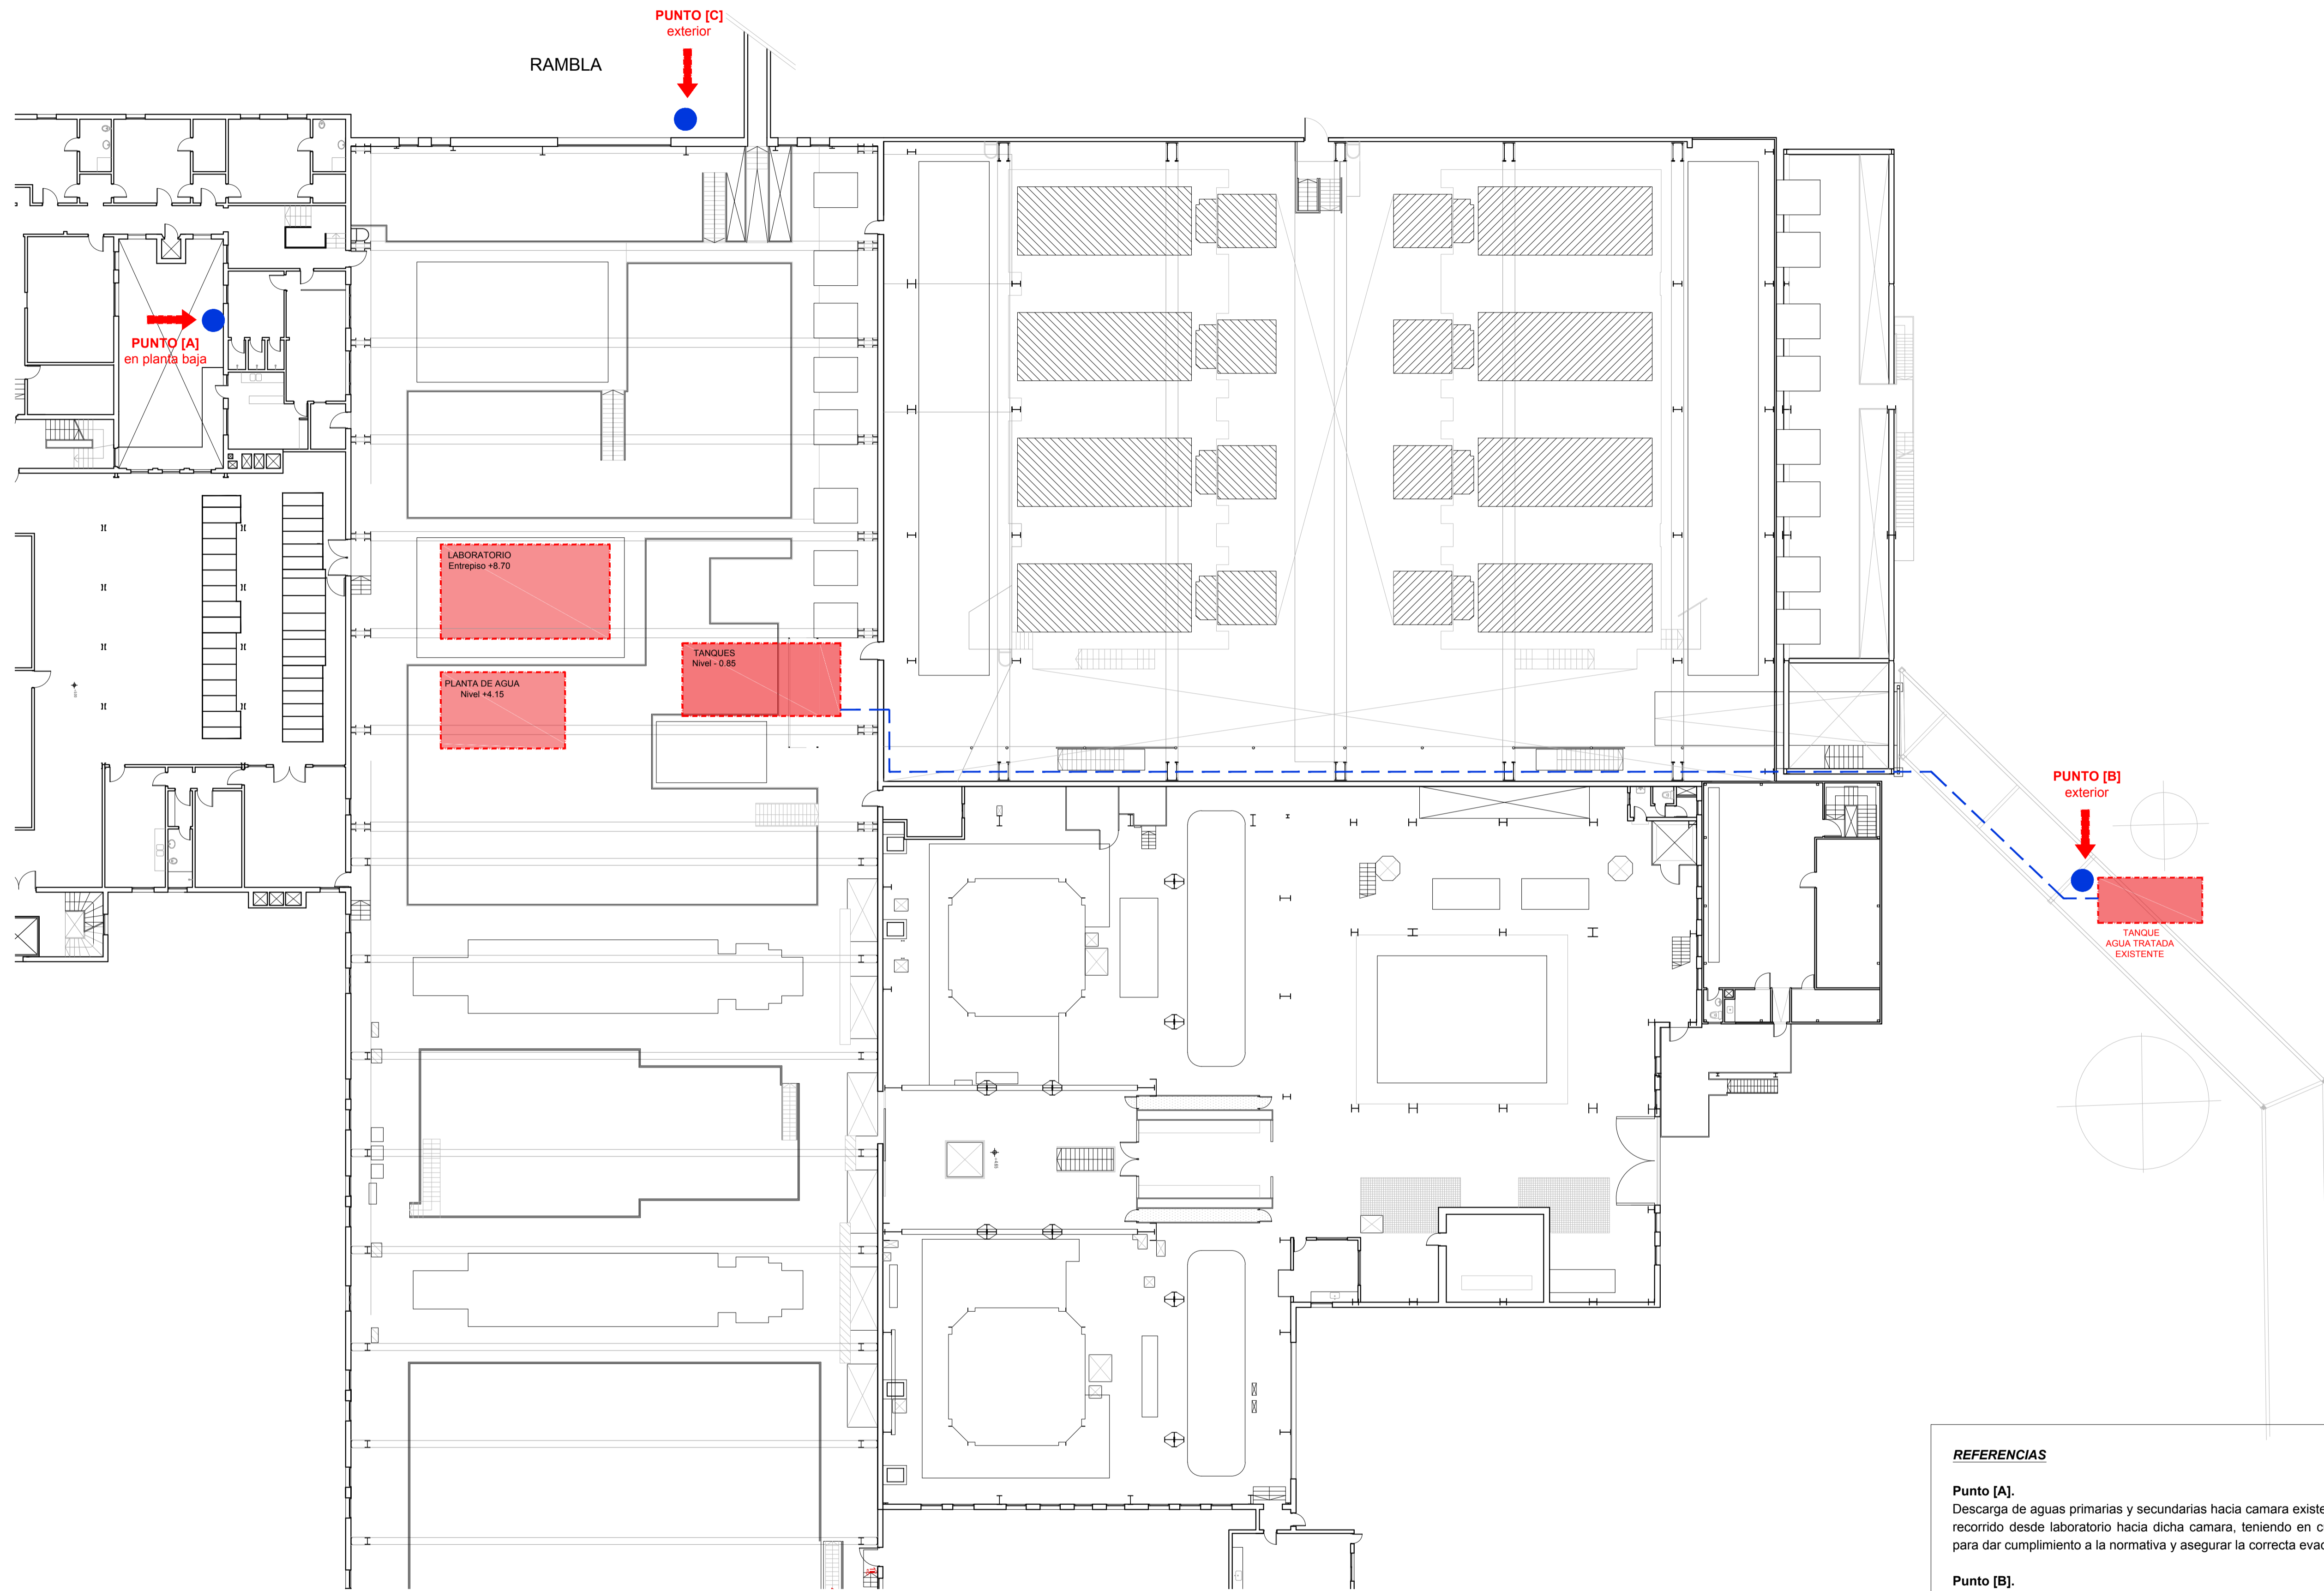 PUNTO [C]
exterior
RAMBLA
PUNTO [A]
en planta baja
LABORATORIO
Entrepiso +8.70
TANQUES
Nivel - 0.85
PLANTA DE AGUA
Nivel +4.15
PUNTO [B]
exterior
TANQUE
AGUA TRATADA
EXISTENTE
REFERENCIAS
Punto [A].
Descarga de aguas primarias y secundarias hacia camara existe
recorrido desde laboratorio hacia dicha camara, teniendo en c
para dar cumplimiento a la normativa y asegurar la correcta evac
Punto [B].